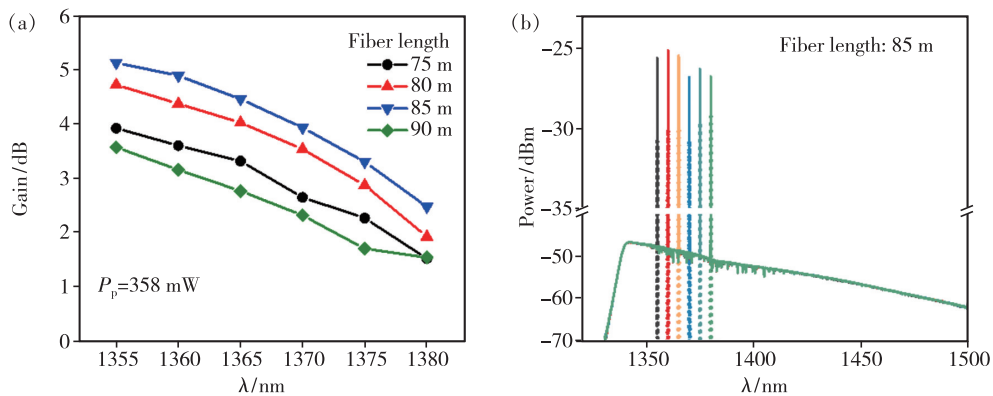 (a)
Gain/dB
6
5
4
3
2
1
0
Fiber length
75 m
80 m
85 m
90 m
Pp=358 mW
1355 1360 1365 1370 1375 1380
λ/nm
(b)
Power/dBm
-25
-30
-35
-50
-60
-70
Fiber length: 85 m
1350 1400 1450 1500
λ/nm